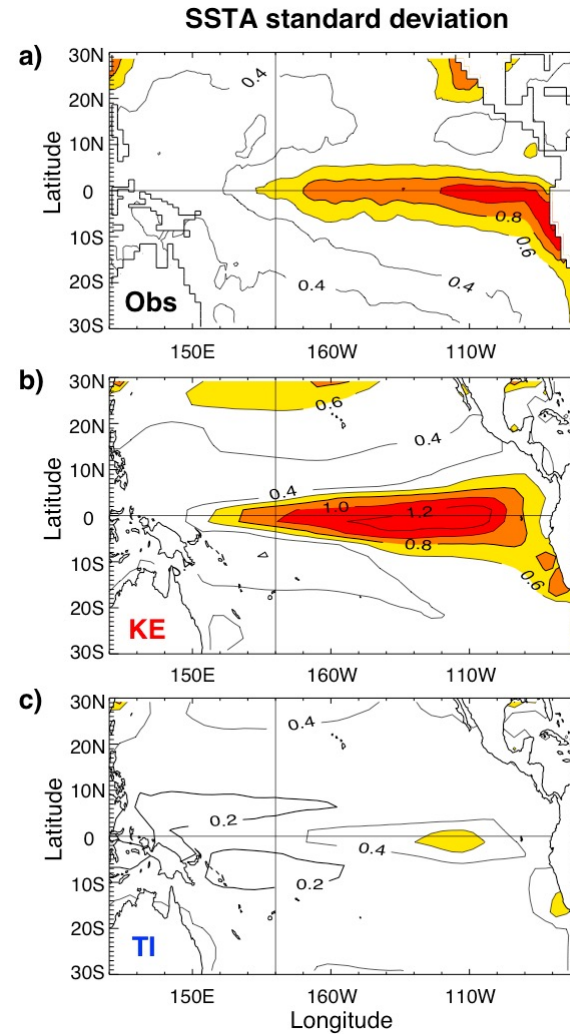 SSTA standard deviation
a)
30N
20N
10N
0
10S
20S
30S
Latitude
0.4
0.8
0.6
0.4
0.4
Obs
150E 160W 110W
b)
30N
20N
10N
0
10S
20S
30S
Latitude
0.6
0.4
0.4
1.0
1.2
0.8
0.6
KE
150E 160W 110W
c)
30N
20N
10N
0
10S
20S
30S
Latitude
0.4
0.2
0.4
0.2
TI
150E 160W 110W
Longitude